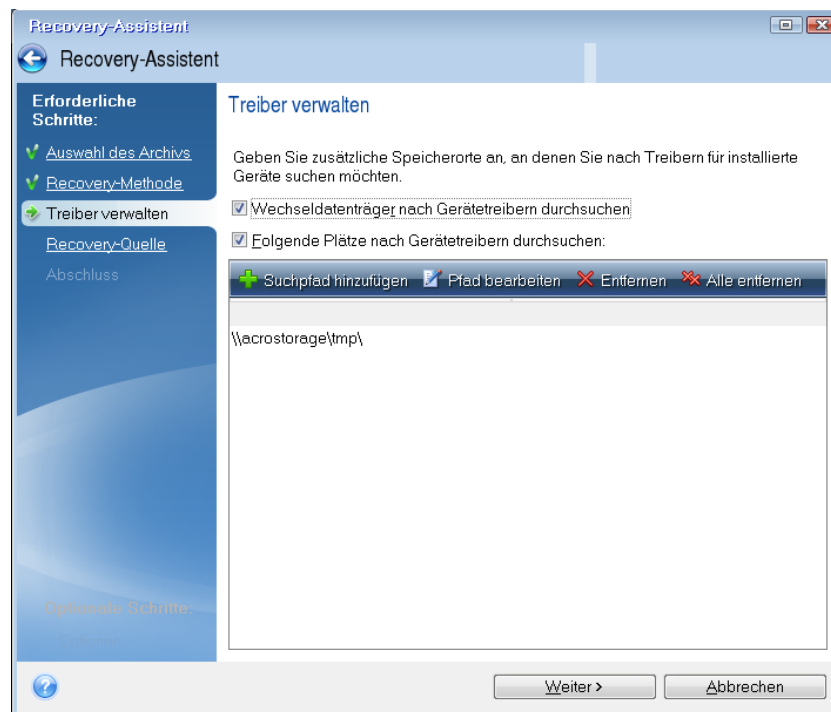 Recovery-Assistent
Recovery-Assistent
Erforderliche
Schritte:
Auswahl des Archivs
Recovery-Methode
Treiber verwalten
Recovery-Quelle
Abschluss
Optionale Schritte:
Optionen
Treiber verwalten
Geben Sie zusätzliche Speicherorte an, an denen Sie nach Treibern für installierte
Geräte suchen möchten.
Wechseldatenträger nach Gerätetreibern durchsuchen
Folgende Plätze nach Gerätetreibern durchsuchen:
Suchpfad hinzufügen Pfad bearbeiten Entfernen Alle entfernen
\\acrostorage\tmp\
Weiter > Abbrechen